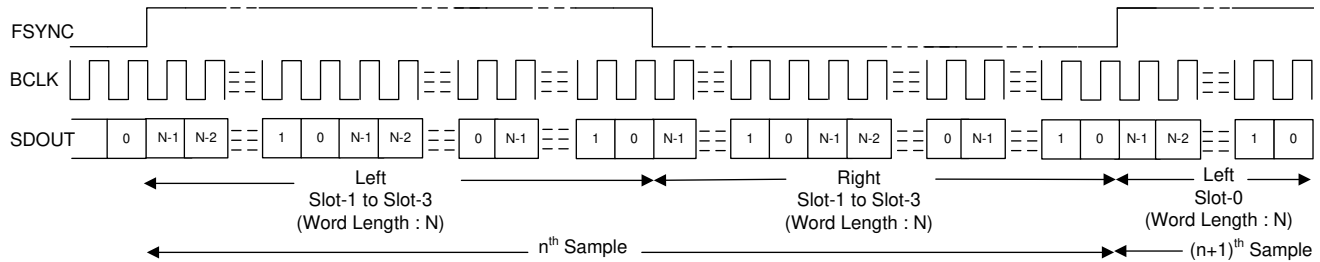 FSYNC
BCLK
SDOUT
0 N-1 N-2 1 0 N-1 N-2 0 N-1 1 0 N-1 1 0 N-1 N-2 0 N-1 1 0 N-1 N-2 1 0
Left
Slot-1 to Slot-3
(Word Length : N)
Right
Slot-1 to Slot-3
(Word Length : N)
Left
Slot-0
(Word Length : N)
nth Sample
(n+1)th Sample